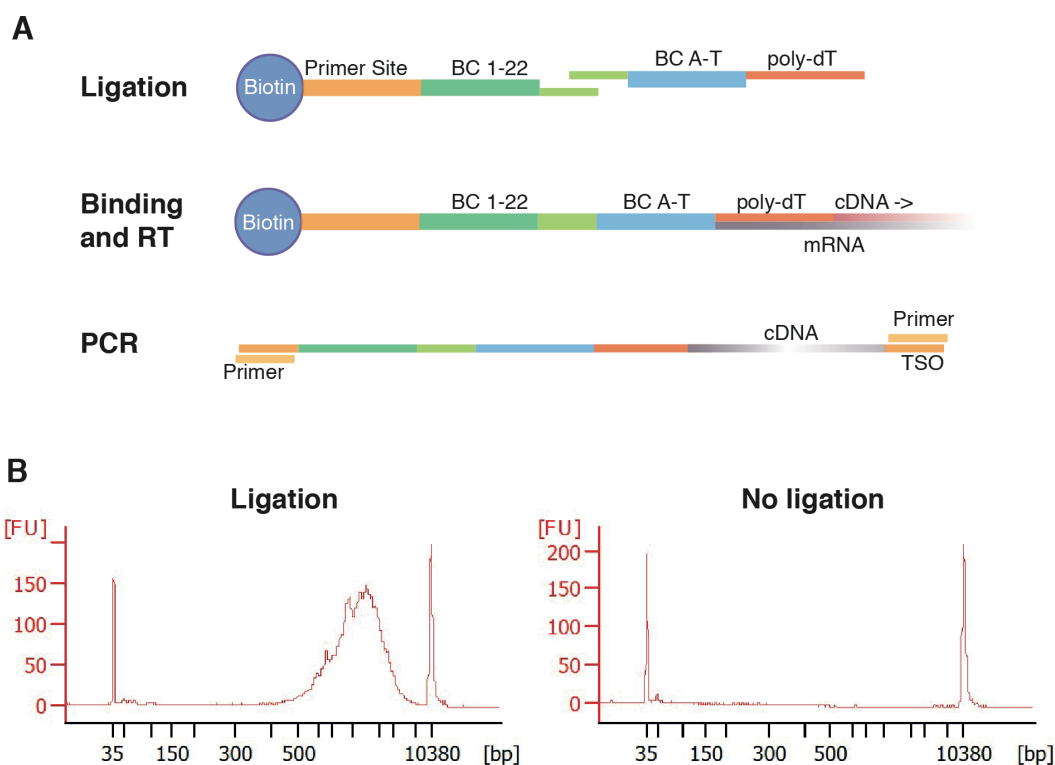 A
Ligation
Biotin
Primer Site
BC 1-22
BC A-T
poly-dT
Binding
and RT
Biotin
BC 1-22
BC A-T
poly-dT
cDNA ->
mRNA
PCR
Primer
cDNA
Primer
TSO
B
Ligation
[FU]
150
100
50
0
35 150 300 500 10380 [bp]
No ligation
[FU]
200
150
100
50
0
35 150 300 500 10380 [bp]